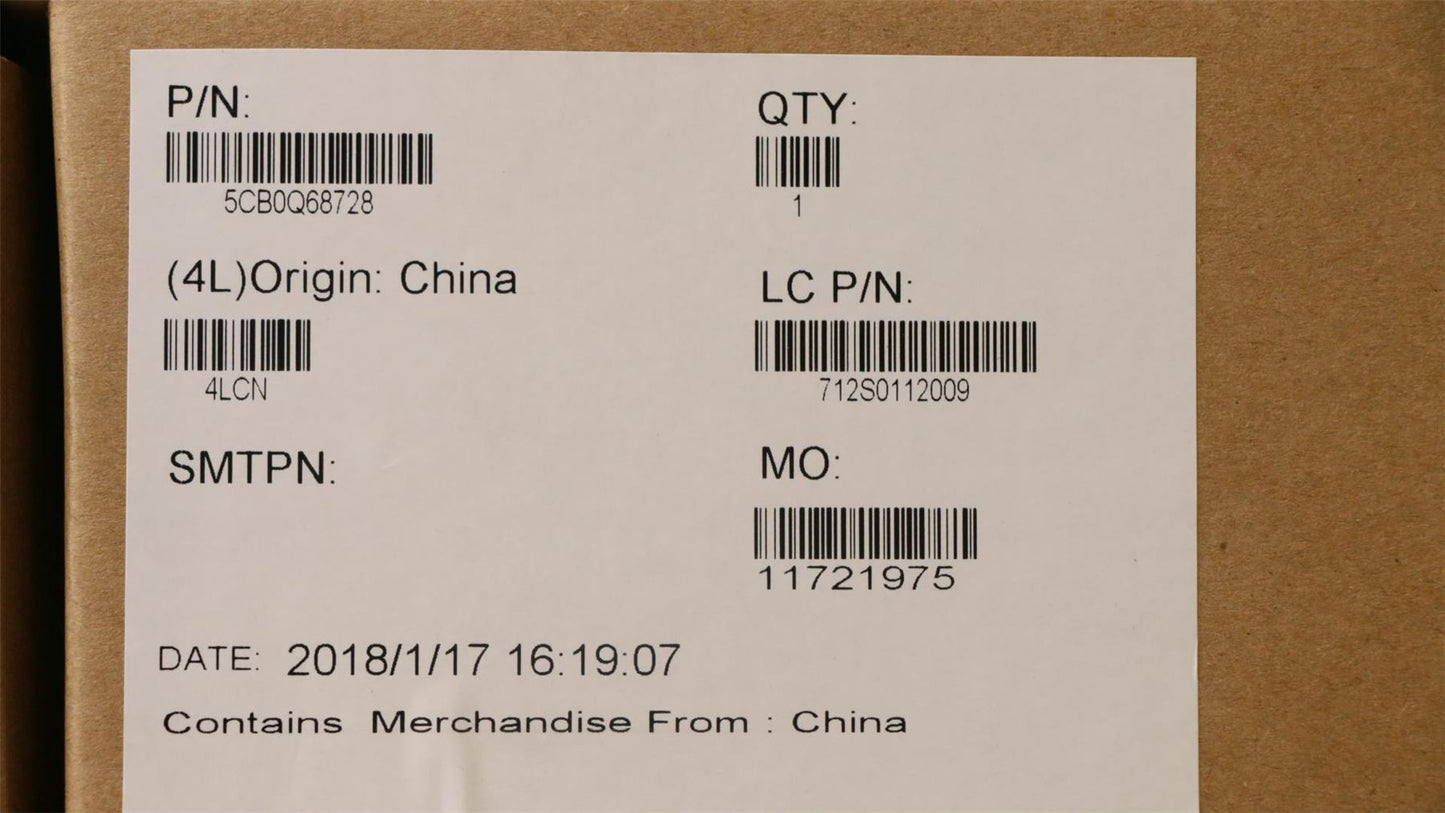 P/N:
5CB0Q68728
QTY:
1
(4L)Origin: China
4LCN
LC P/N:
712S0112009
SMTPN:
MO:
11721975
DATE: 2018/1/17 16:19:07
Contains Merchandise From : China